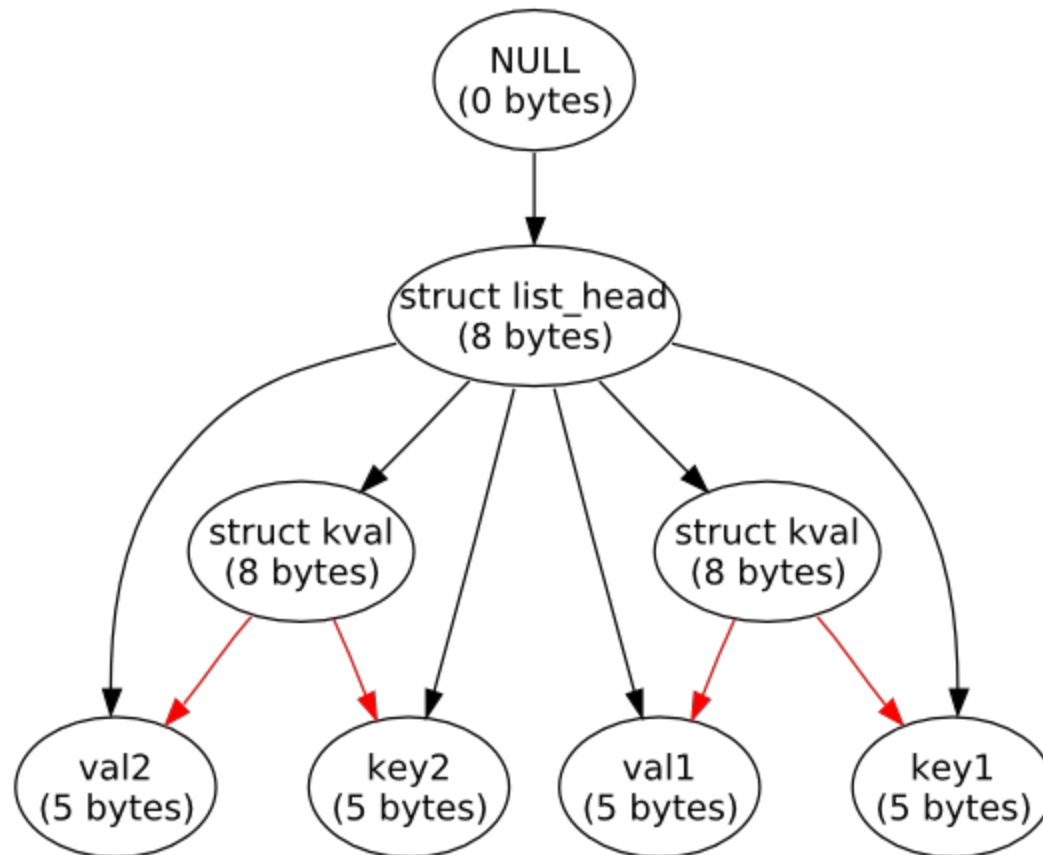 NULL
(0 bytes)
struct list_head
(8 bytes)
struct kval
(8 bytes)
struct kval
(8 bytes)
val2
(5 bytes)
key2
(5 bytes)
val1
(5 bytes)
key1
(5 bytes)